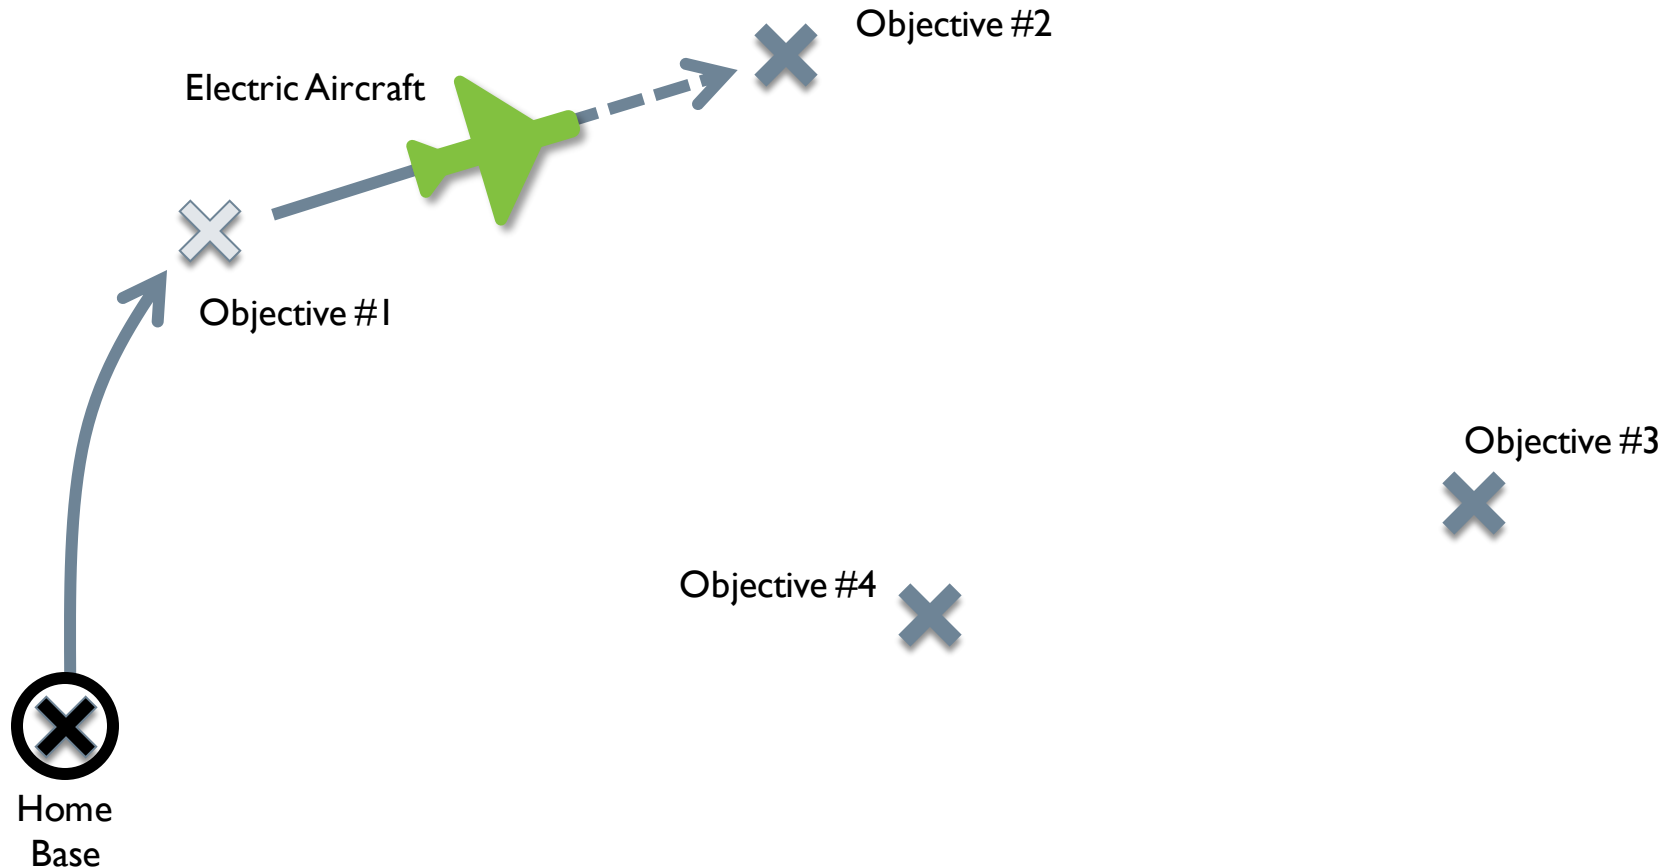 Objective #2
Electric Aircraft
Objective #1
Objective #3
Objective #4
Home
Base